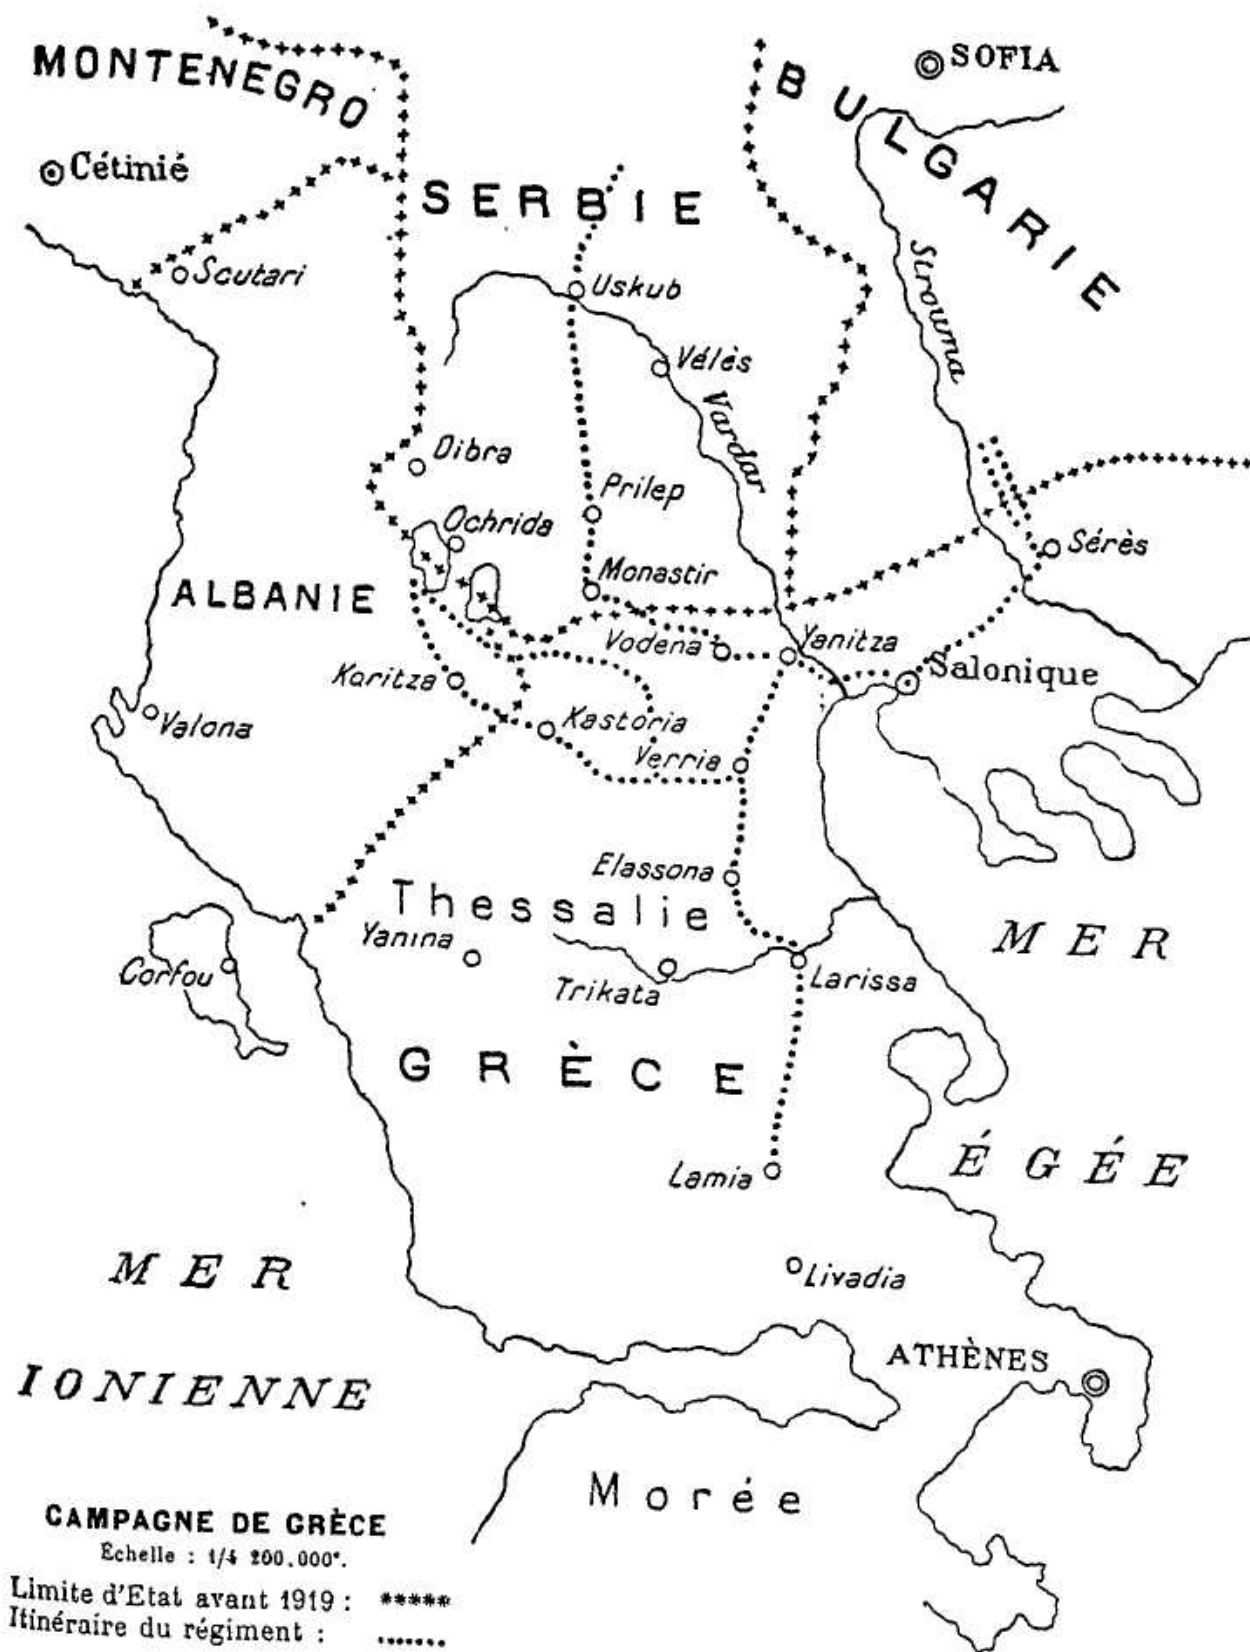 MONTENEGRO
SOFIA
BULGARIE
Cétinié
SERBIE
Scutari
Uskub
Strouma
Vélès
Vardar
Dibra
Prilep
Ochrida
Sérès
Monastir
ALBANIE
Vodena
Yanitza
Koritza
Salonique
Valona
Kastoria
Verria
Elassona
Thessalie
Yanina
MER
Corfou
Trikata
Larissa
GRÈCE
ÉGÉE
Lamia
MER
Livadia
IONIENNE
ATHÈNES
Morée
CAMPAGNE DE GRÈCE
Echelle : 1/4 200.000e.
Limite d'Etat avant 1919 :
Itinéraire du régiment :